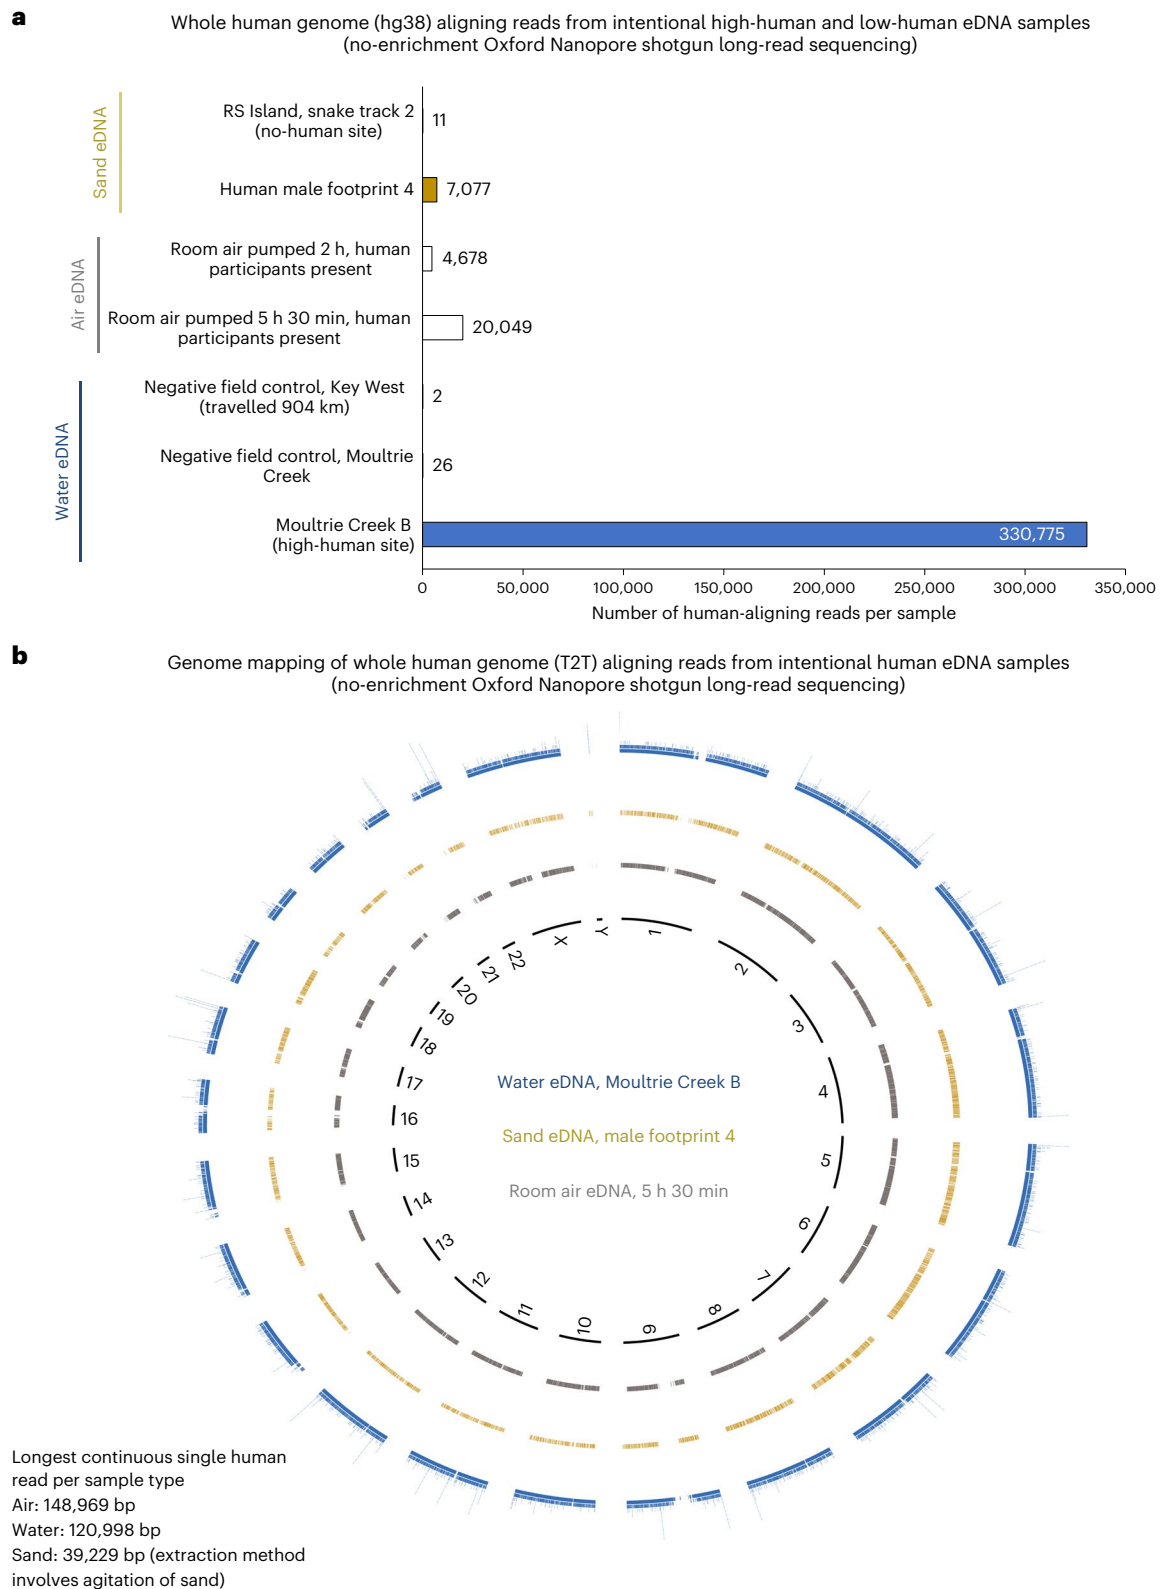 a
Whole human genome (hg38) aligning reads from intentional high-human and low-human eDNA samples
(no-enrichment Oxford Nanopore shotgun long-read sequencing)
Sand eDNA
RS Island, snake track 2
(no-human site)
11
Human male footprint 4
7,077
Air eDNA
Room air pumped 2 h, human
participants present
4,678
Room air pumped 5 h 30 min, human
participants present
20,049
Water eDNA
Negative field control, Key West
(travelled 904 km)
2
Negative field control, Moultrie
Creek
26
Moultrie Creek B
(high-human site)
330,775
0 50,000 100,000 150,000 200,000 250,000 300,000 350,000
Number of human-aligning reads per sample
b
Genome mapping of whole human genome (T2T) aligning reads from intentional human eDNA samples
(no-enrichment Oxford Nanopore shotgun long-read sequencing)
1
2
3
4
5
6
7
8
9
10
11
12
13
14
15
16
17
18
19
20
21
22
X
Y
Water eDNA, Moultrie Creek B
Sand eDNA, male footprint 4
Room air eDNA, 5 h 30 min
Longest continuous single human
read per sample type
Air: 148,969 bp
Water: 120,998 bp
Sand: 39,229 bp (extraction method
involves agitation of sand)